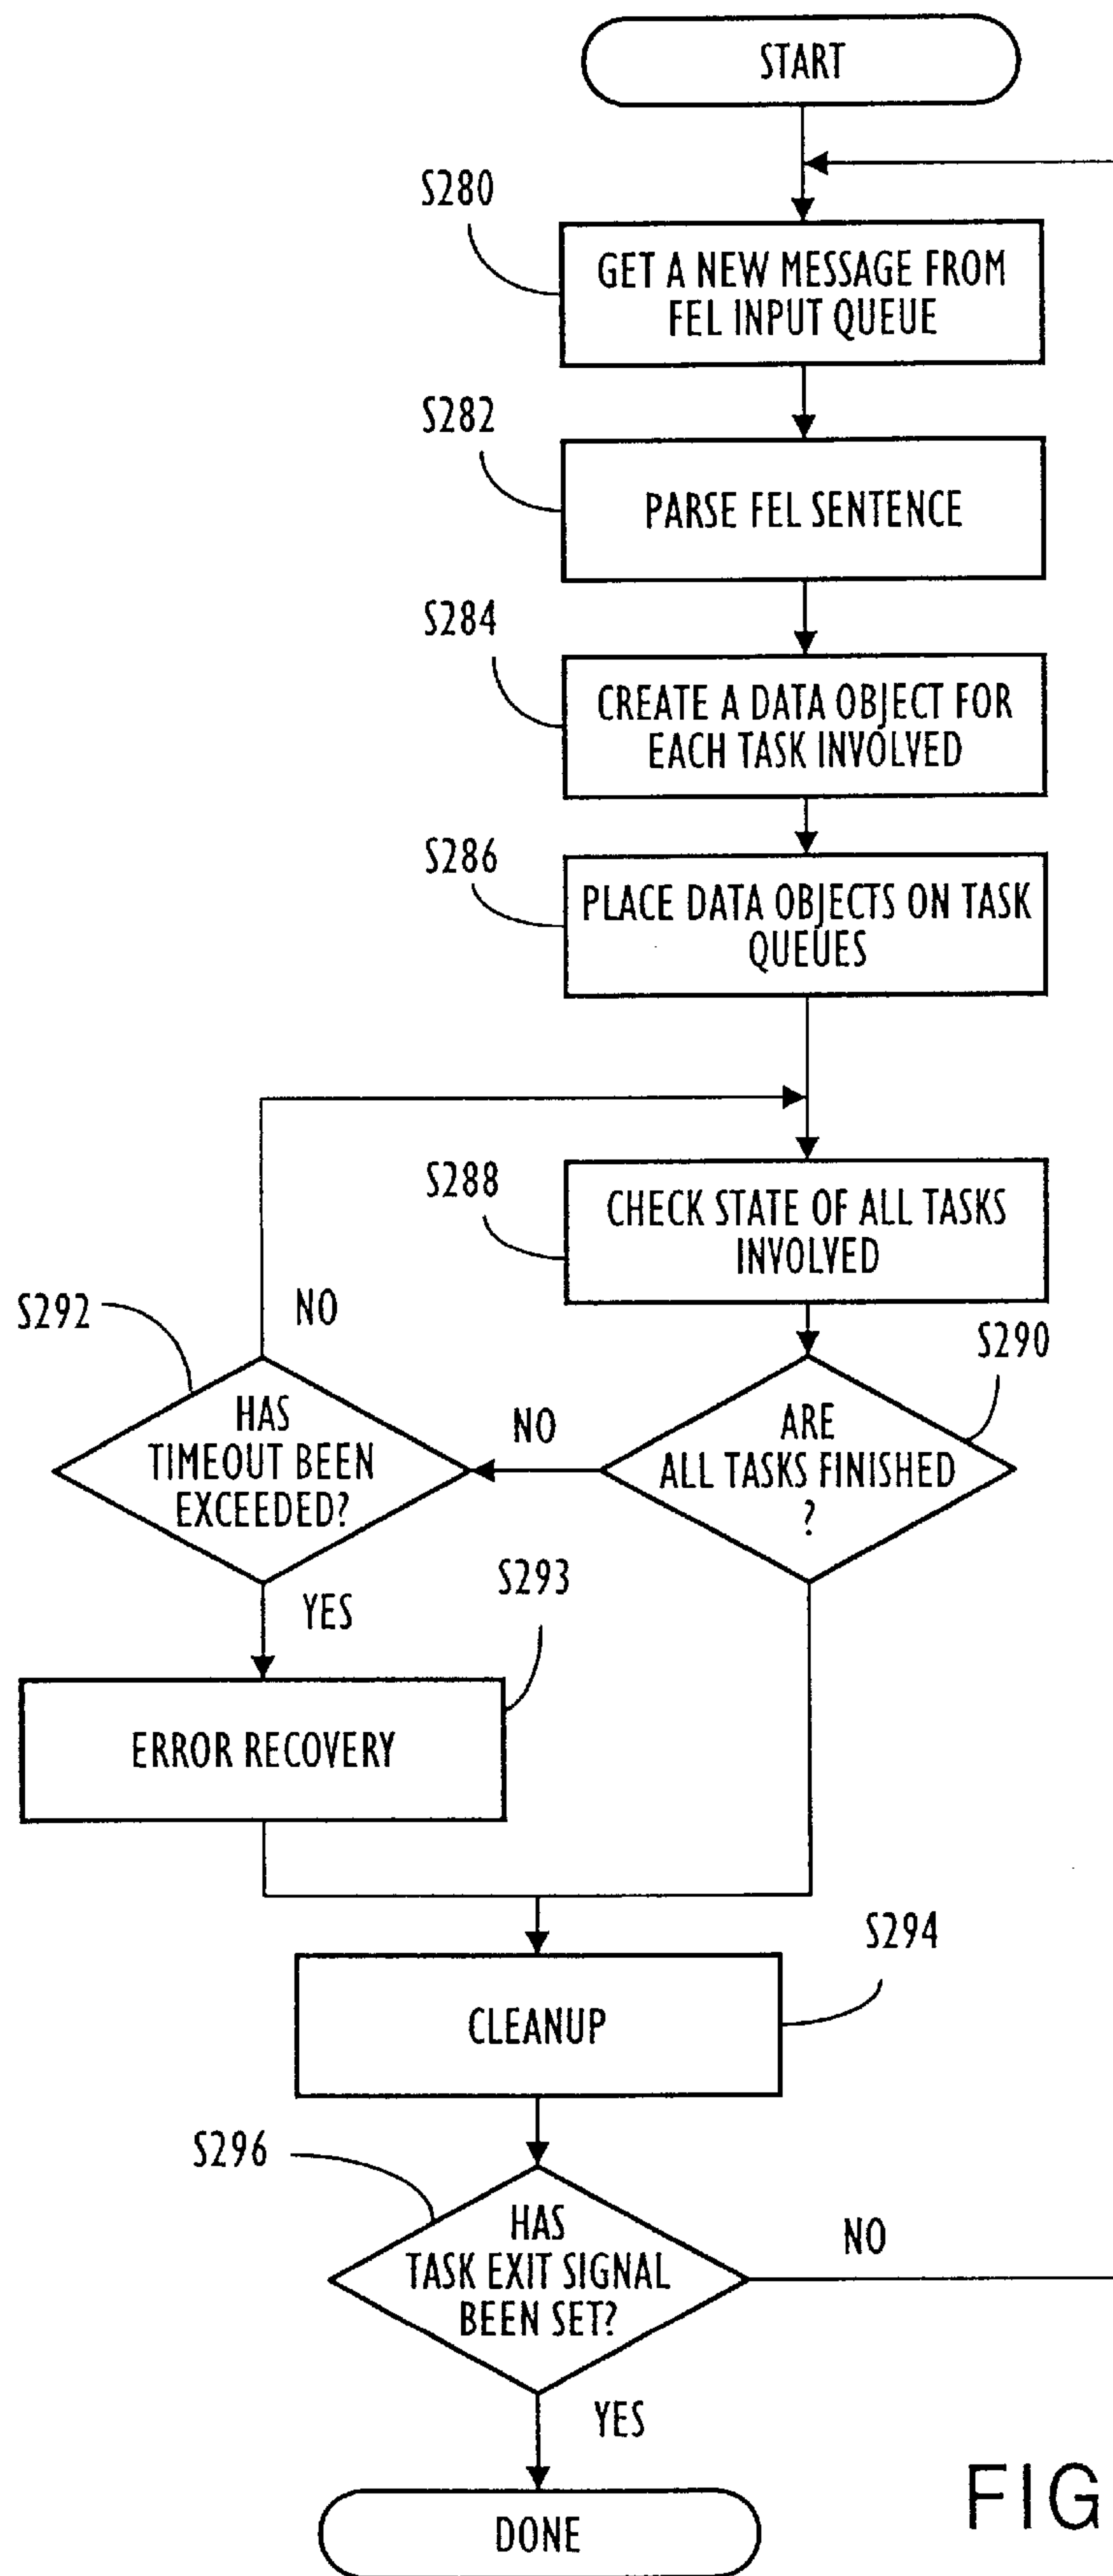 START
S280
GET A NEW MESSAGE FROM
FEL INPUT QUEUE
S282
PARSE FEL SENTENCE
S284
CREATE A DATA OBJECT FOR
EACH TASK INVOLVED
S286
PLACE DATA OBJECTS ON TASK
QUEUES
S288
CHECK STATE OF ALL TASKS
INVOLVED
S292
NO
S290
HAS
TIMEOUT BEEN
EXCEEDED?
NO
ARE
ALL TASKS FINISHED
?
YES
S293
ERROR RECOVERY
S294
CLEANUP
S296
HAS
TASK EXIT SIGNAL
BEEN SET?
NO
YES
DONE
FIG